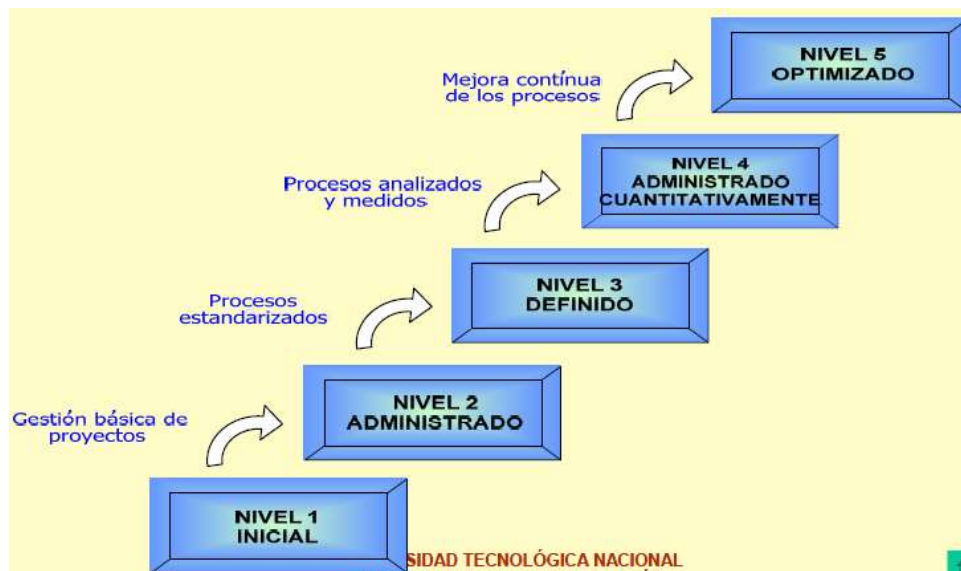 NIVEL 5
OPTIMIZADO
Mejora contínua
de los procesos
NIVEL 4
ADMINISTRADO
CUANTITATIVAMENTE
Procesos analizados
y medidos
NIVEL 3
DEFINIDO
Procesos
estandarizados
NIVEL 2
ADMINISTRADO
Gestión básica de
proyectos
NIVEL 1
INICIAL
SIDAD TECNOLÓGICA NACIONAL